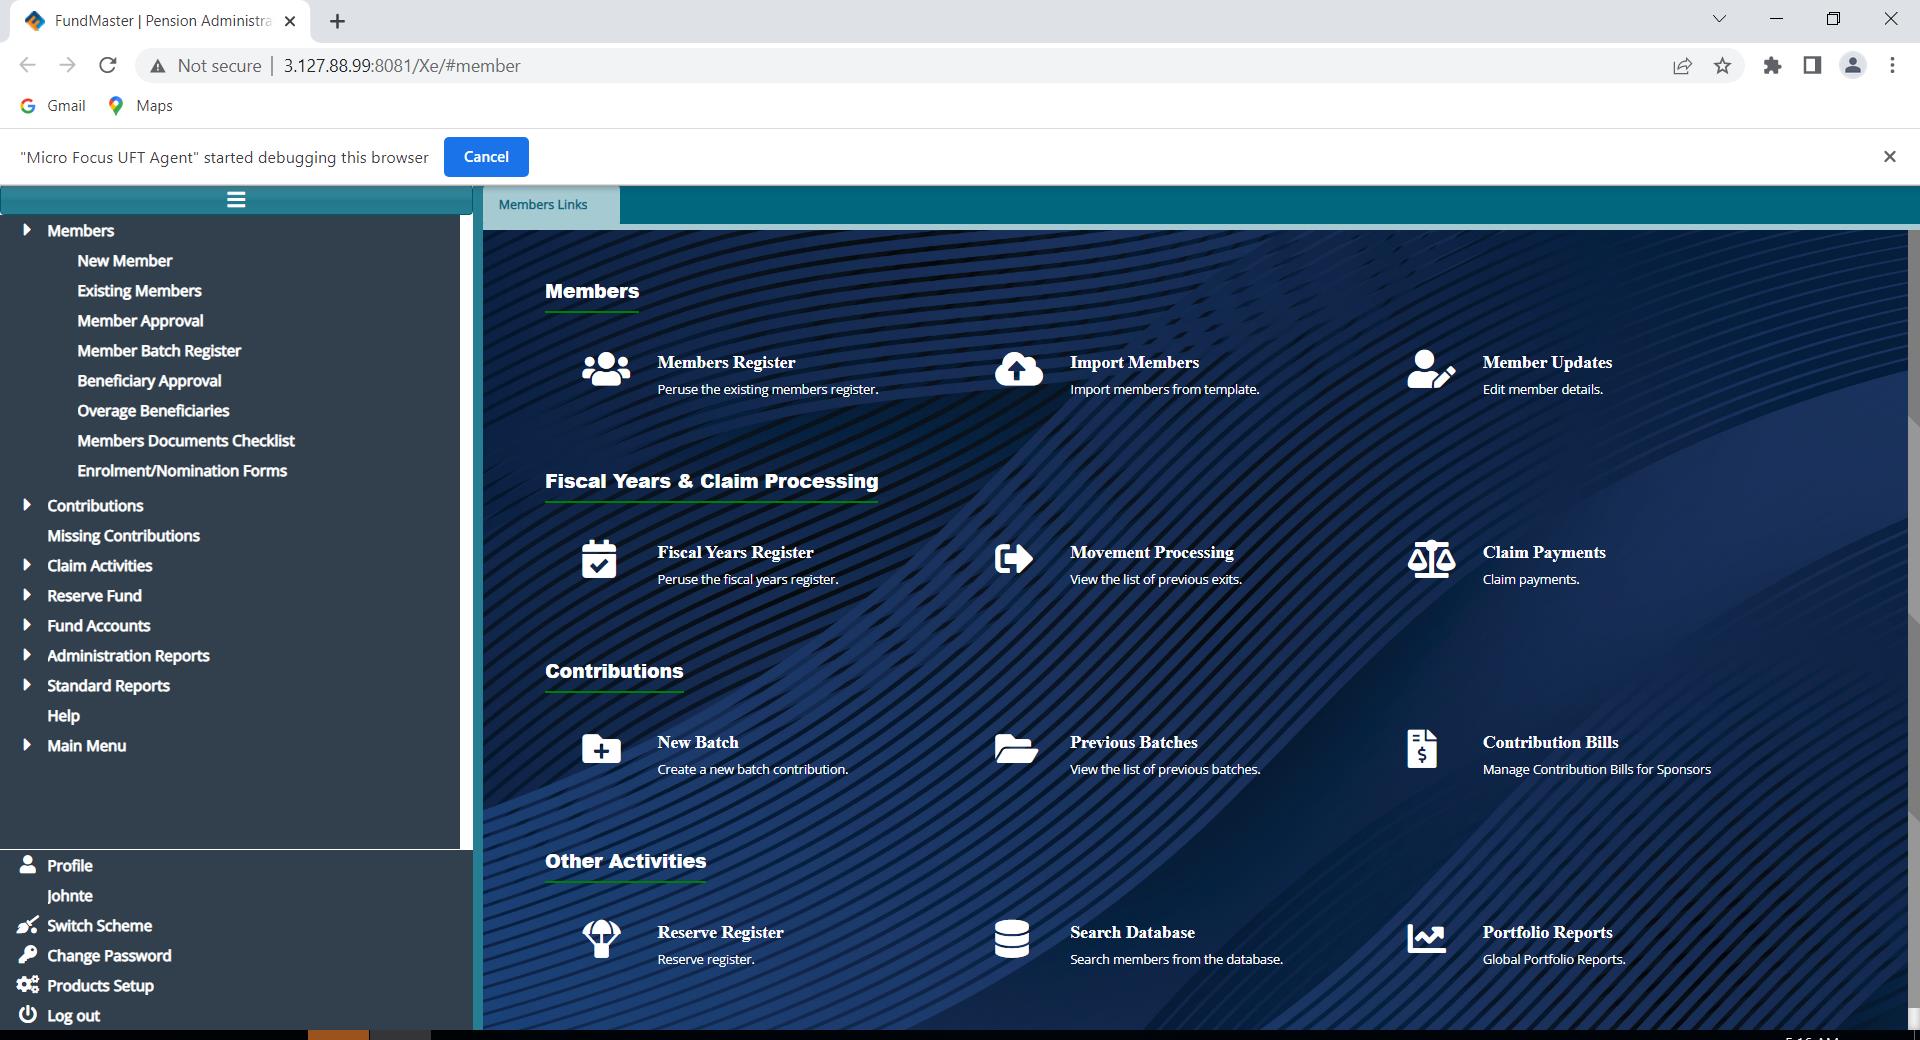 FundMaster | Pension Administra
Not secure | 3.127.88.99:8081/Xe/#member
Gmail
Maps
"Micro Focus UFT Agent" started debugging this browser
Cancel
Members
New Member
Existing Members
Member Approval
Member Batch Register
Beneficiary Approval
Overage Beneficiaries
Members Documents Checklist
Enrolment/Nomination Forms
Contributions
Missing Contributions
Claim Activities
Reserve Fund
Fund Accounts
Administration Reports
Standard Reports
Help
Main Menu
Profile
Johnte
Switch Scheme
Change Password
Products Setup
Log out
Members Links
Members
Members Register
Peruse the existing members register.
Import Members
Import members from template.
Member Updates
Edit member details.
Fiscal Years & Claim Processing
Fiscal Years Register
Peruse the fiscal years register.
Movement Processing
View the list of previous exits.
Claim Payments
Claim payments.
Contributions
New Batch
Create a new batch contribution.
Previous Batches
View the list of previous batches.
Contribution Bills
Manage Contribution Bills for Sponsors
Other Activities
Reserve Register
Reserve register.
Search Database
Search members from the database.
Portfolio Reports
Global Portfolio Reports.